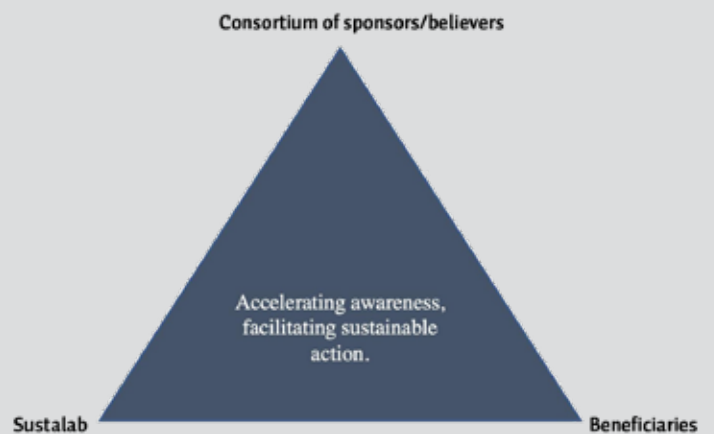 Consortium of sponsors/believers
Accelerating awareness,
facilitating sustainable
action.
Sustalab
Beneficiaries